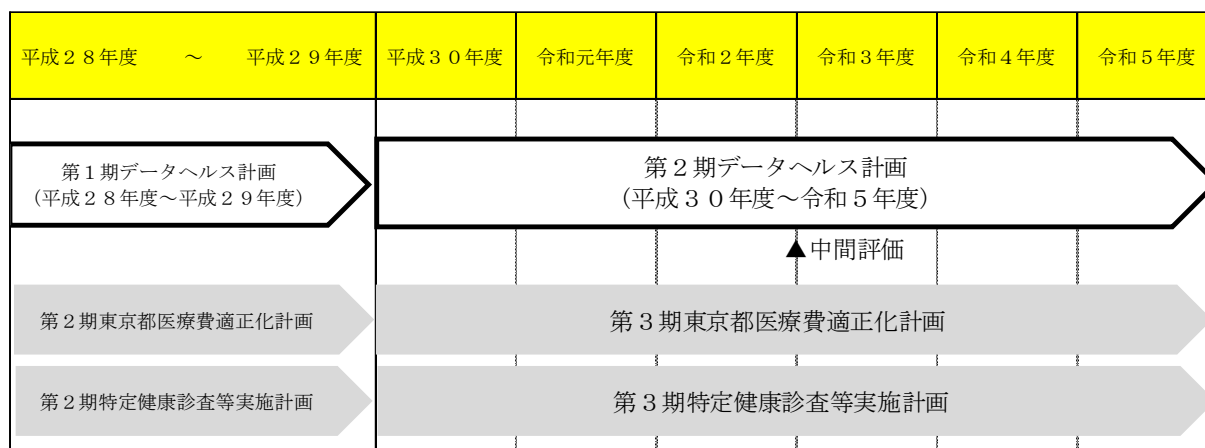 平成２８年度　　～　　平成２９年度　平成３０年度　令和元年度　令和２年度　令和３年度　令和４年度　令和５年度
第１期データヘルス計画
（平成２８年度～平成２９年度）
第２期データヘルス計画
（平成３０年度～令和５年度）
▲中間評価
第２期東京都医療費適正化計画　第３期東京都医療費適正化計画
第２期特定健康診査等実施計画　第３期特定健康診査等実施計画